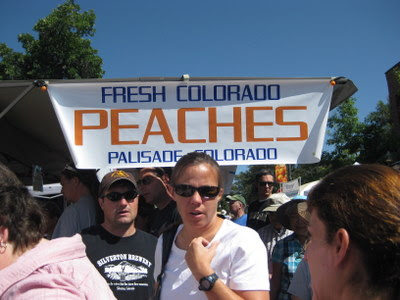 FRESH COLORADO
PEACHES
PALISADE COLORADO
SILVERTON BREWERY